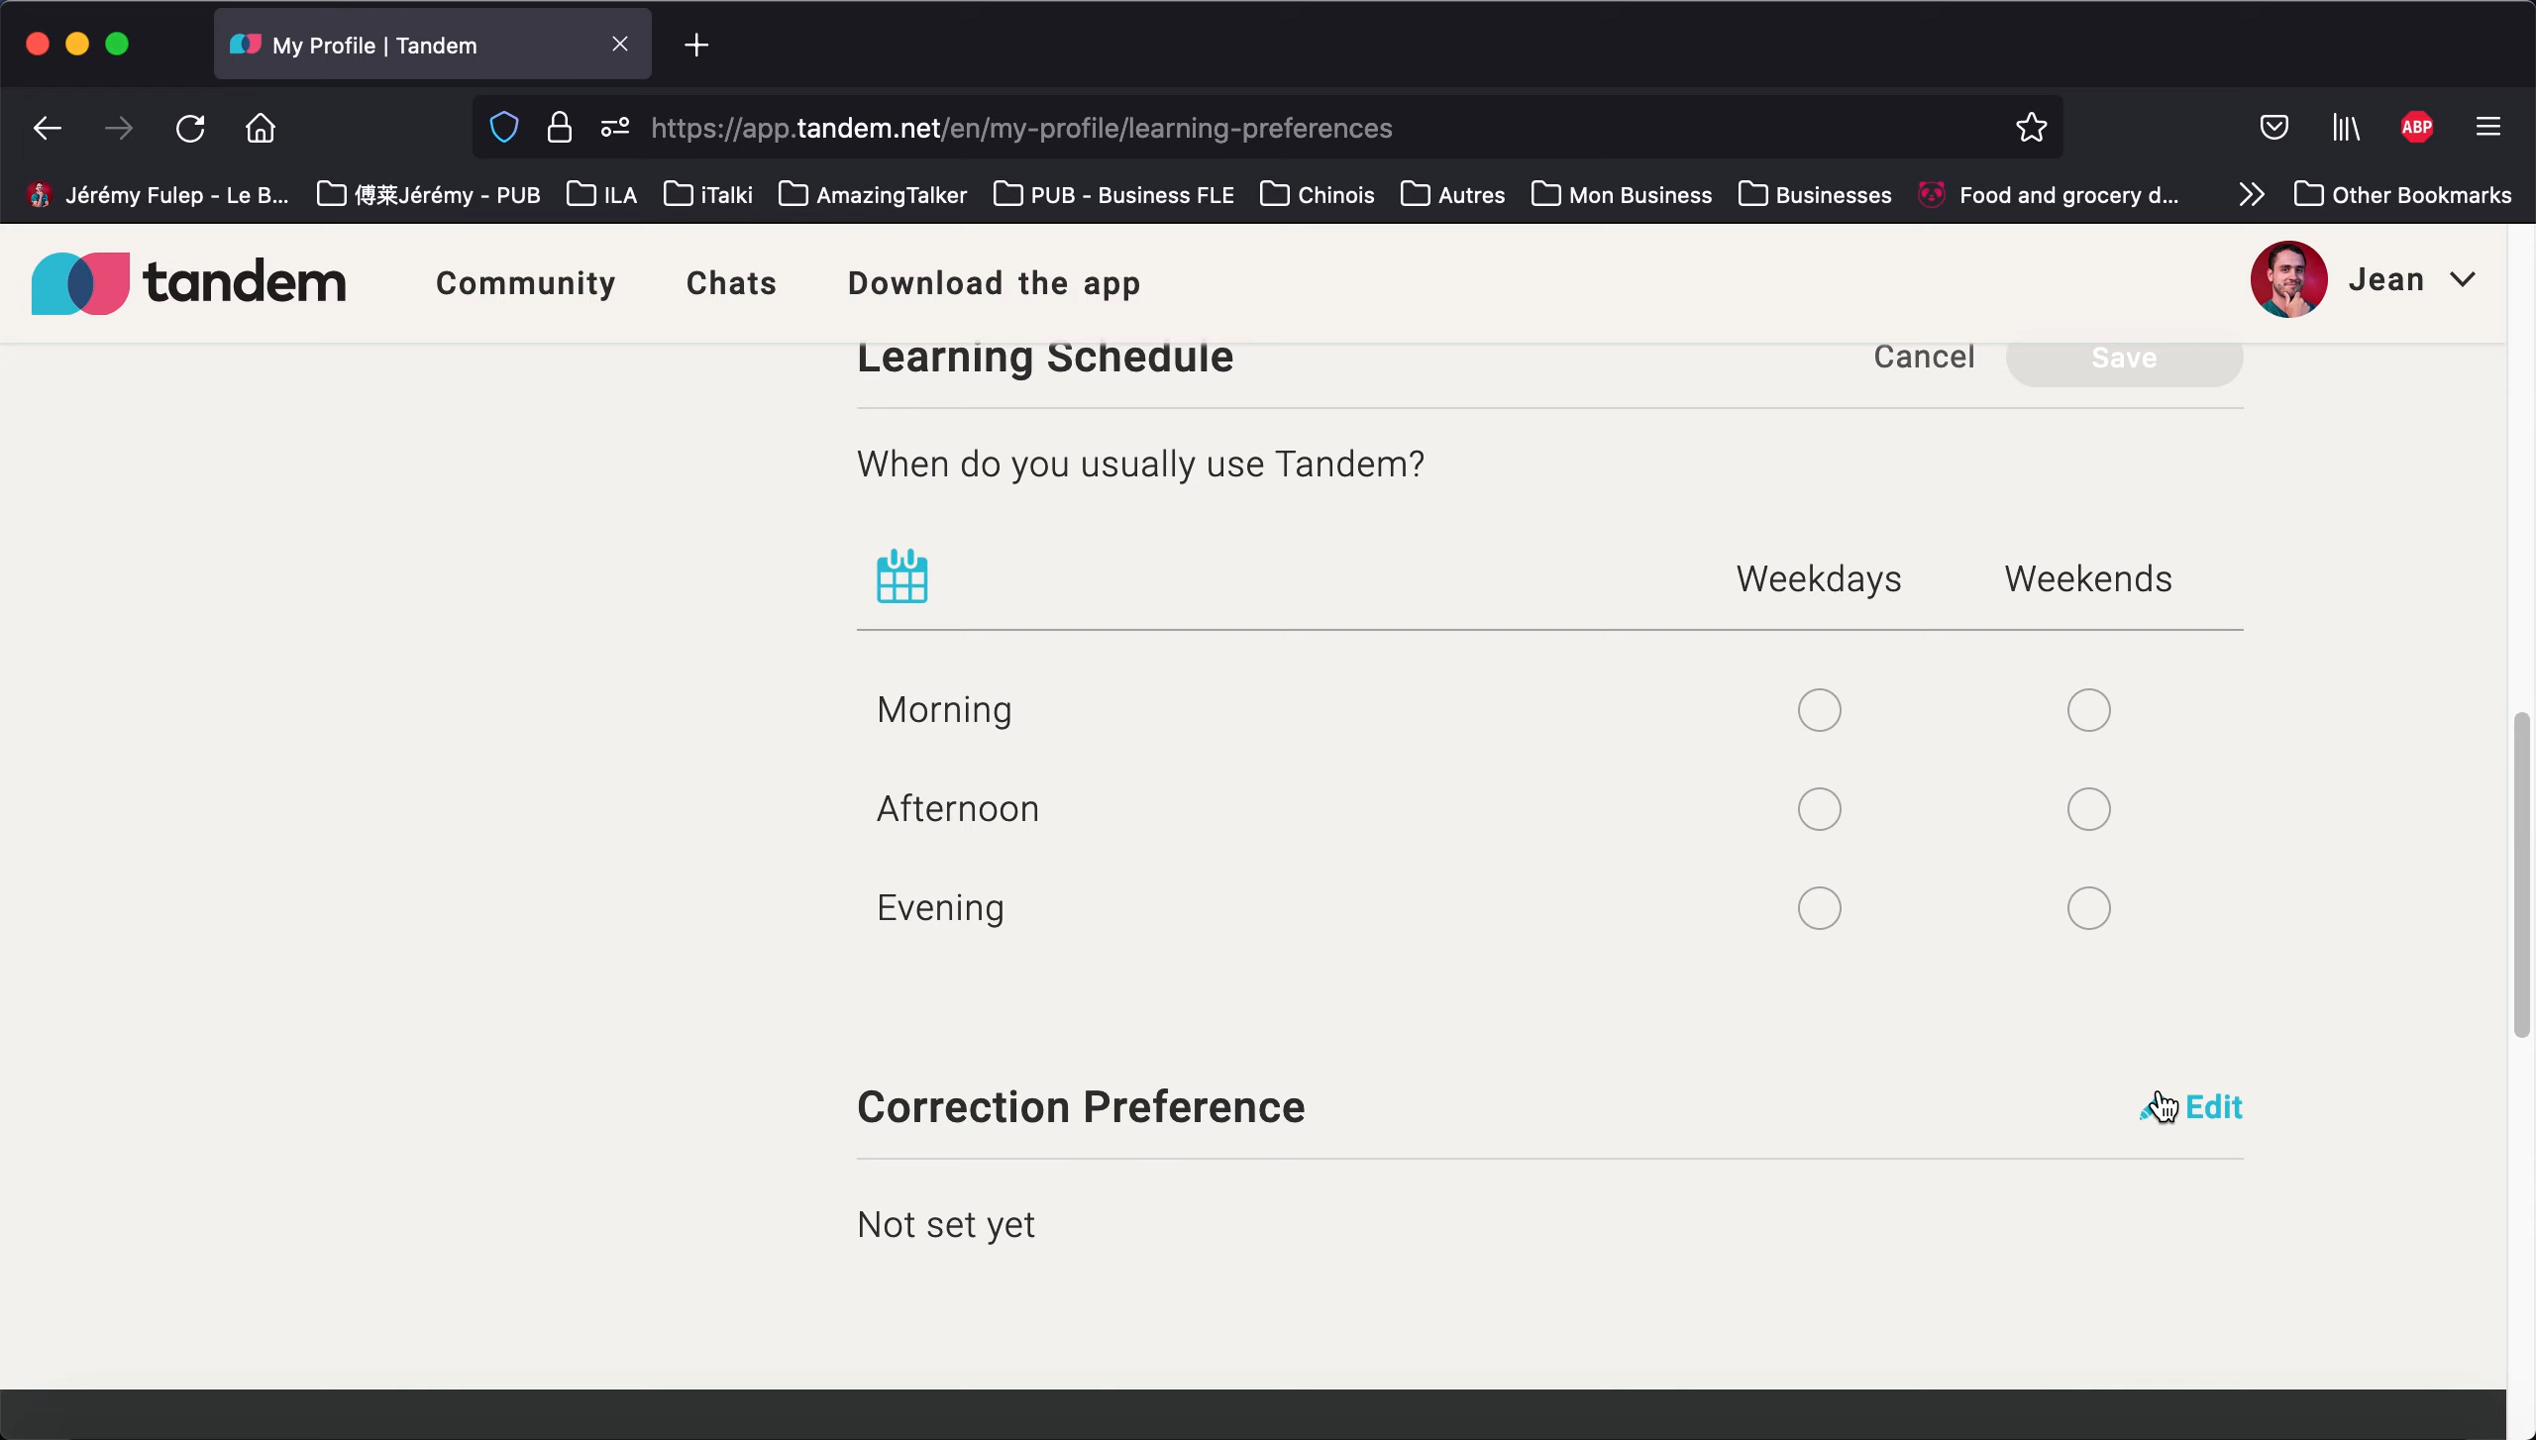 My Profile | Tandem
https://app.tandem.net/en/my-profile/learning-preferences
ABP
Jérémy Fulep - Le B... 傅莱Jérémy - PUB ILA iTalki AmazingTalker PUB - Business FLE Chinois Autres Mon Business Businesses Food and grocery d... Other Bookmarks
tandem Community Chats Download the app Jean
Learning Schedule Cancel Save
When do you usually use Tandem?
Weekdays Weekends
Morning
Afternoon
Evening
Correction Preference Edit
Not set yet